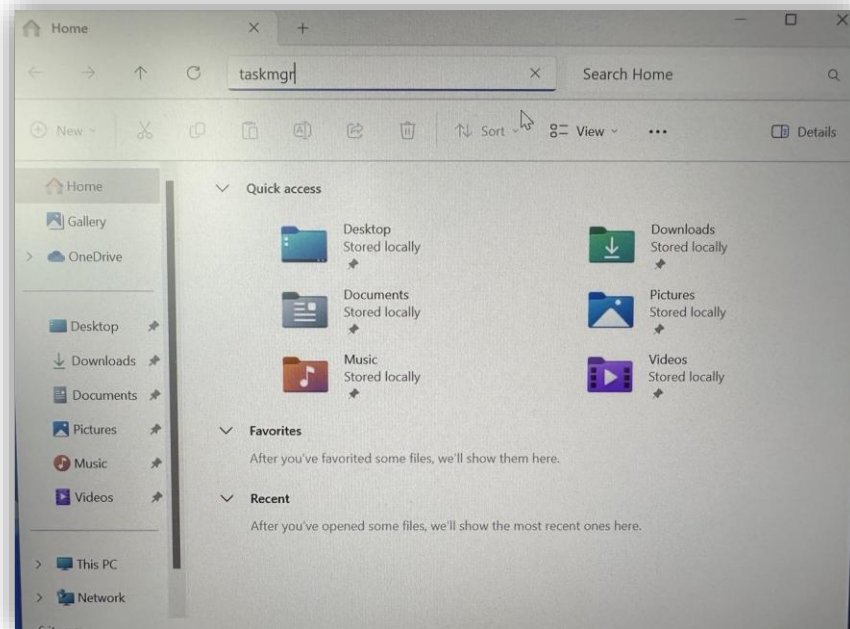 Home
taskmgr
Search Home
New
Sort
View
Details
Home
Gallery
OneDrive
Desktop
Downloads
Documents
Pictures
Music
Videos
This PC
Network
Quick access
Desktop
Stored locally
Downloads
Stored locally
Documents
Stored locally
Pictures
Stored locally
Music
Stored locally
Videos
Stored locally
Favorites
After you've favorited some files, we'll show them here.
Recent
After you've opened some files, we'll show the most recent ones here.